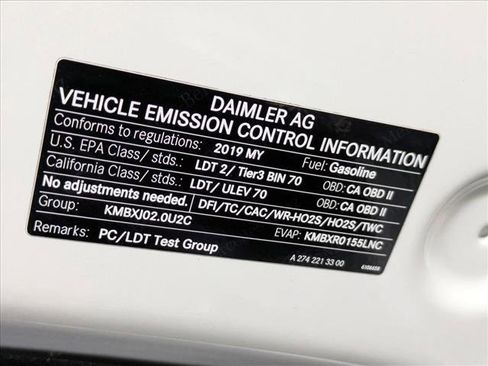 DAIMLER AG
VEHICLE EMISSION CONTROL INFORMATION
Conforms to regulations: 2019 MY Fuel: Gasoline
U.S. EPA Class/ stds.: LDT 2/ Tier3 BIN 70 OBD: CA OBD II
California Class/ stds.: LDT/ ULEV 70 OBD: CA OBD II
No adjustments needed. DFI/TC/CAC/WR-HO2S/HO2S/TWC
Group: KMBXJ02.0U2C EVAP: KMBXR0155LNC
Remarks: PC/LDT Test Group A 274 221 33 00